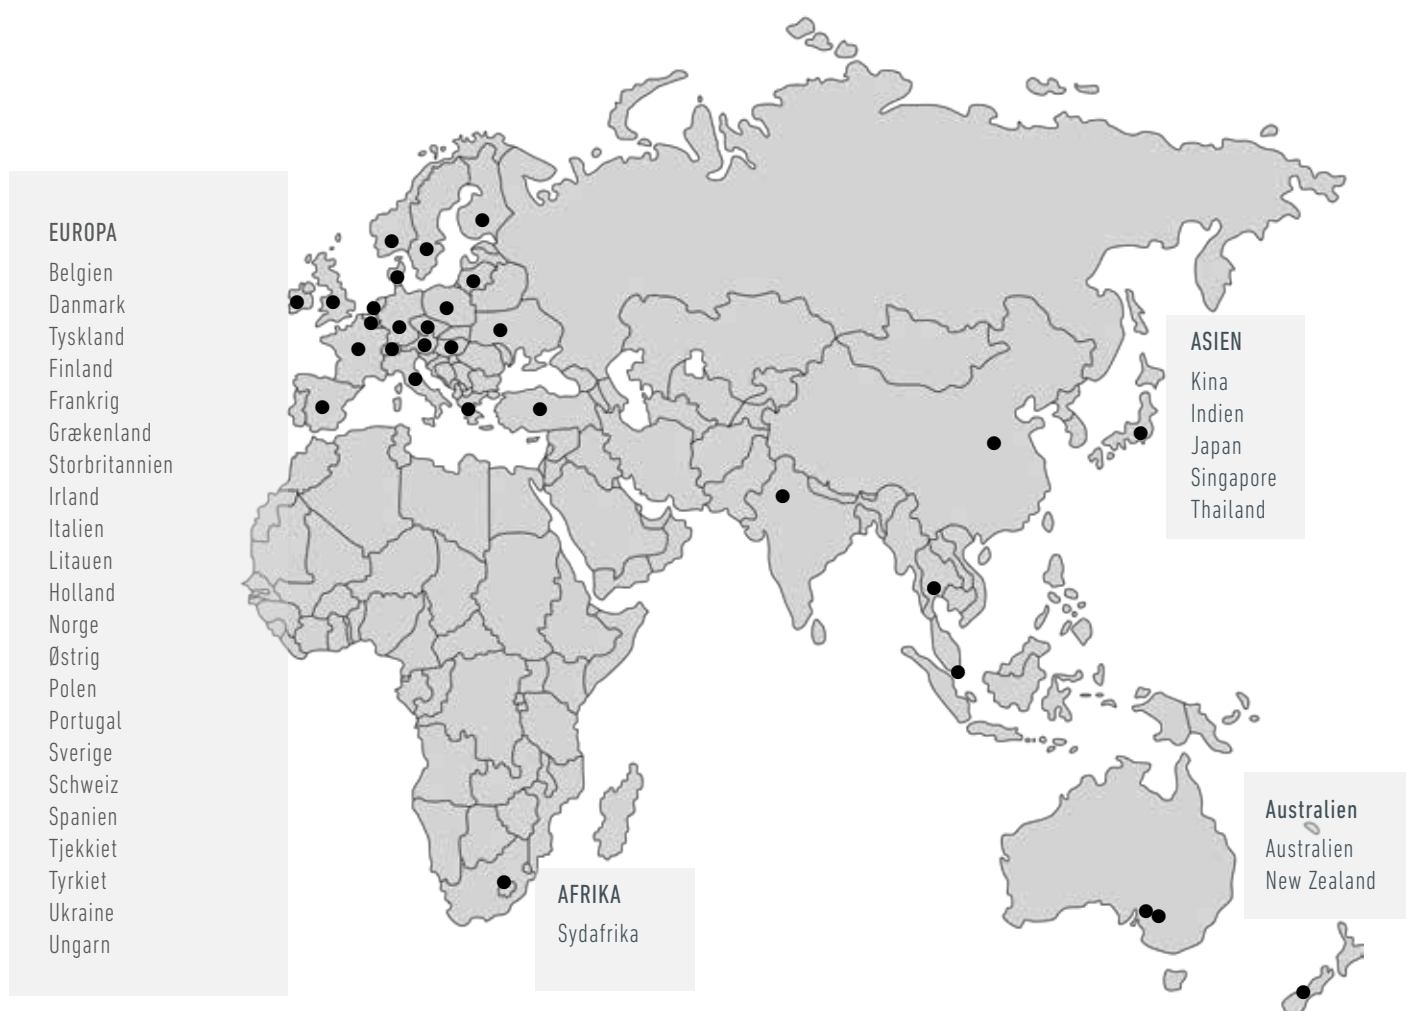 EUROPA
Belgien
Danmark
Tyskland
Finland
Frankrig
Grækenland
Storbritannien
Irland
Italien
Litauen
Holland
Norge
Østrig
Polen
Portugal
Sverige
Schweiz
Spanien
Tjekkiet
Tyrkiet
Ukraine
Ungarn
AFRIKA
Sydafrika
ASIEN
Kina
Indien
Japan
Singapore
Thailand
Australien
Australien
New Zealand